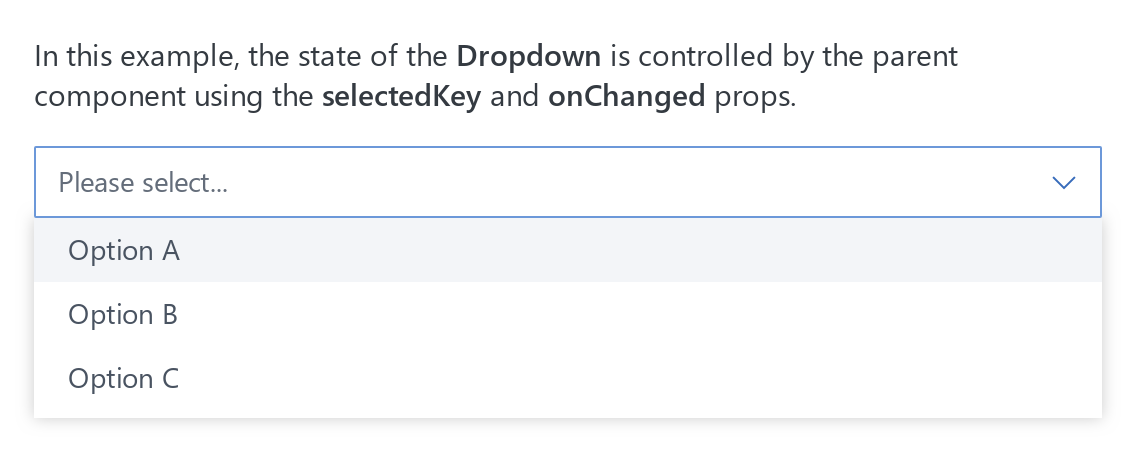 In this example, the state of the Dropdown is controlled by the parent
component using the selectedKey and onChanged props.
Please select...
Option A
Option B
Option C